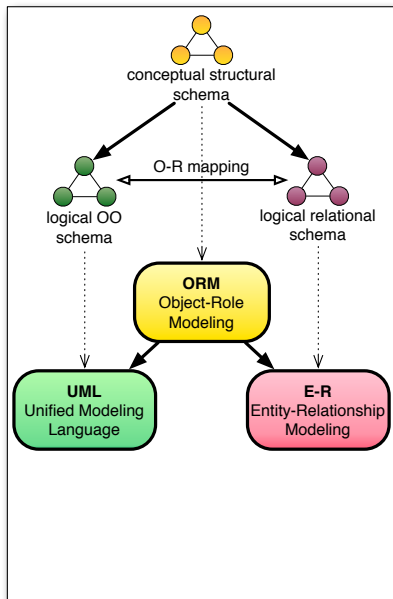 conceptual structural
schema
O-R mapping
logical OO
schema
logical relational
schema
ORM
Object-Role
Modeling
UML
Unified Modeling
Language
E-R
Entity-Relationship
Modeling